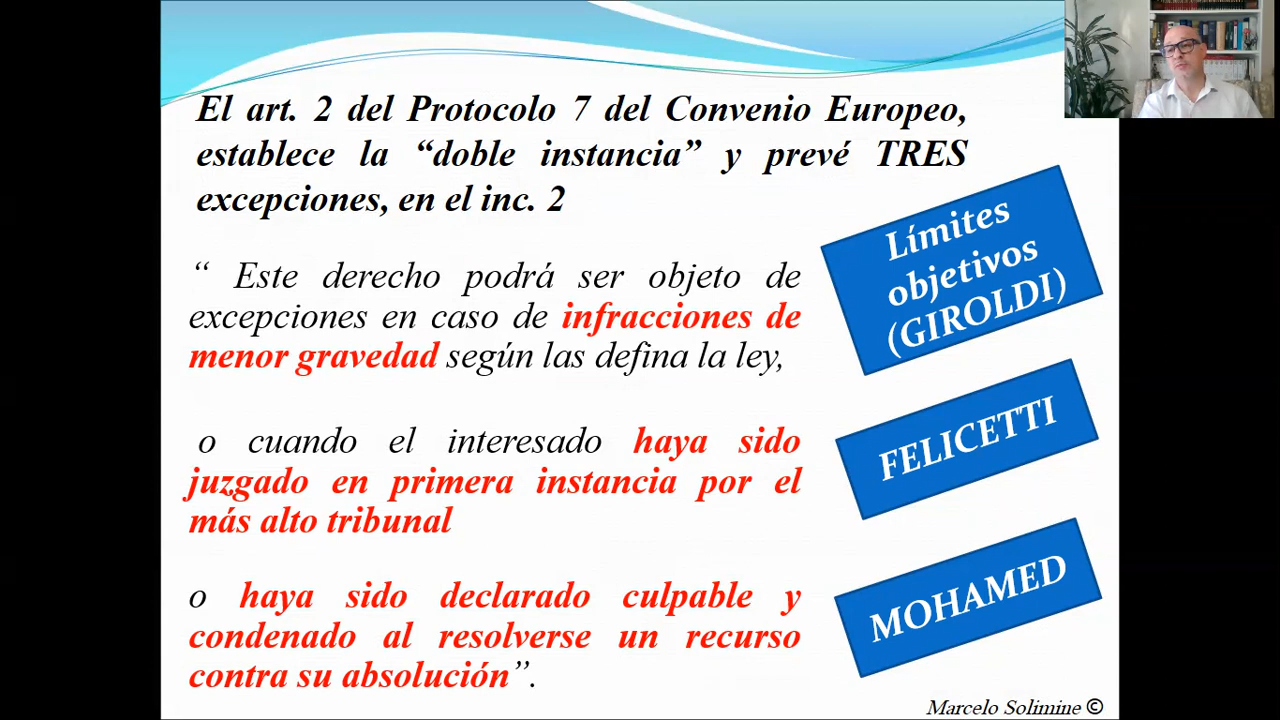 El art. 2 del Protocolo 7 del Convenio Europeo,
establece la “doble instancia” y prevé TRES
excepciones, en el inc. 2
“ Este derecho podrá ser objeto de
excepciones en caso de infracciones de
menor gravedad según las defina la ley,
o cuando el interesado haya sido
juzgado en primera instancia por el
más alto tribunal
o haya sido declarado culpable y
condenado al resolverse un recurso
contra su absolución”.
Límites
objetivos
(GIROLDI)
FELICETTI
MOHAMED
Marcelo Solimine ©